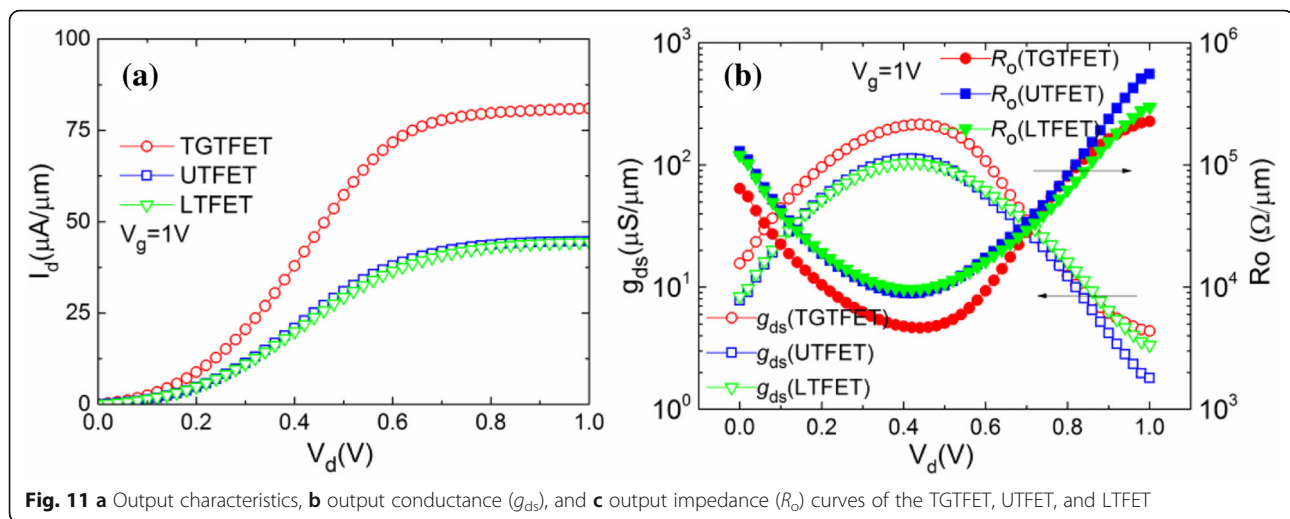 100
75
50
25
0
I_d(μA/μm)
(a)
TGTFET
UTFET
LTFET
V_g=1V
0.0 0.2 0.4 0.6 0.8 1.0
V_d(V)
10^3
10^2
10^1
10^0
g_ds(μS/μm)
(b)
V_g=1V
R_o(TGTFET)
R_o(UTFET)
R_o(LTFET)
g_ds(TGTFET)
g_ds(UTFET)
g_ds(LTFET)
10^6
10^5
10^4
10^3
Ro (Ω/μm)
0.0 0.2 0.4 0.6 0.8 1.0
V_d(V)
Fig. 11 a Output characteristics, b output conductance (g_ds), and c output impedance (R_o) curves of the TGTFET, UTFET, and LTFET